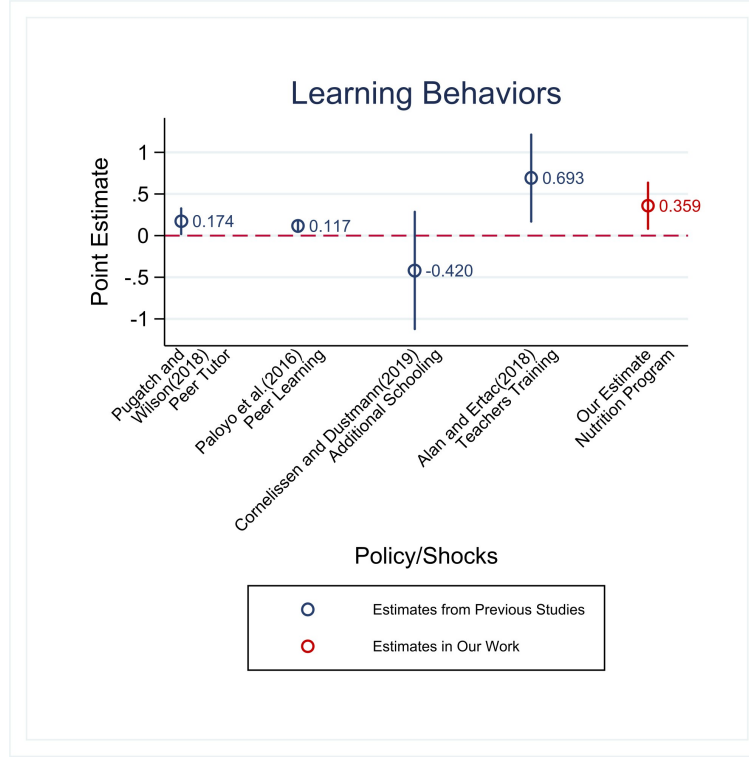 Learning Behaviors
Point Estimate
1
.5
0
-.5
-1
0.174
0.117
-0.420
0.693
0.359
Pugatch and
Wilson(2018)
Peer Tutor
Paloyo et al.(2016)
Peer Learning
Cornelissen and Dustmann(2019)
Additional Schooling
Alan and Ertac(2018)
Teachers Training
Our Estimate
Nutrition Program
Policy/Shocks
Estimates from Previous Studies
Estimates in Our Work